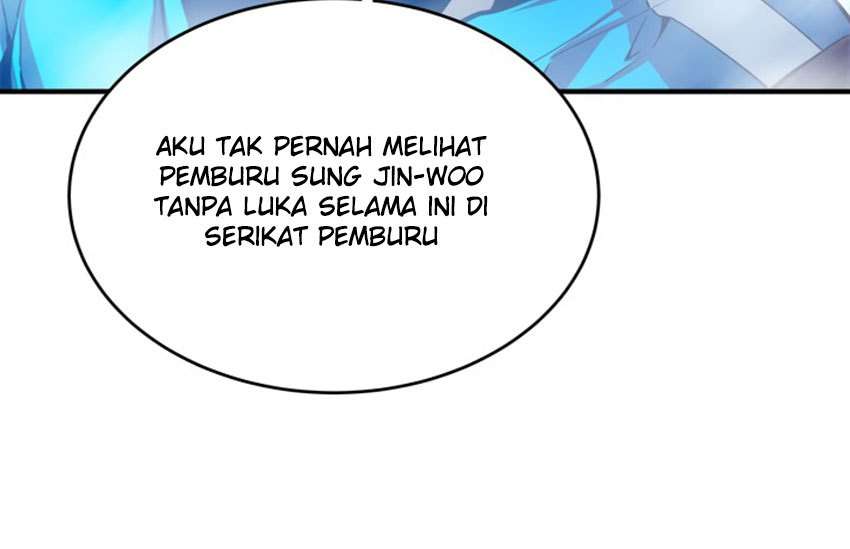 AKU TAK PERNAH MELIHAT
PEMBURU SUNG JIN-WOO
TANPA LUKA SELAMA INI DI
SERIKAT PEMBURU